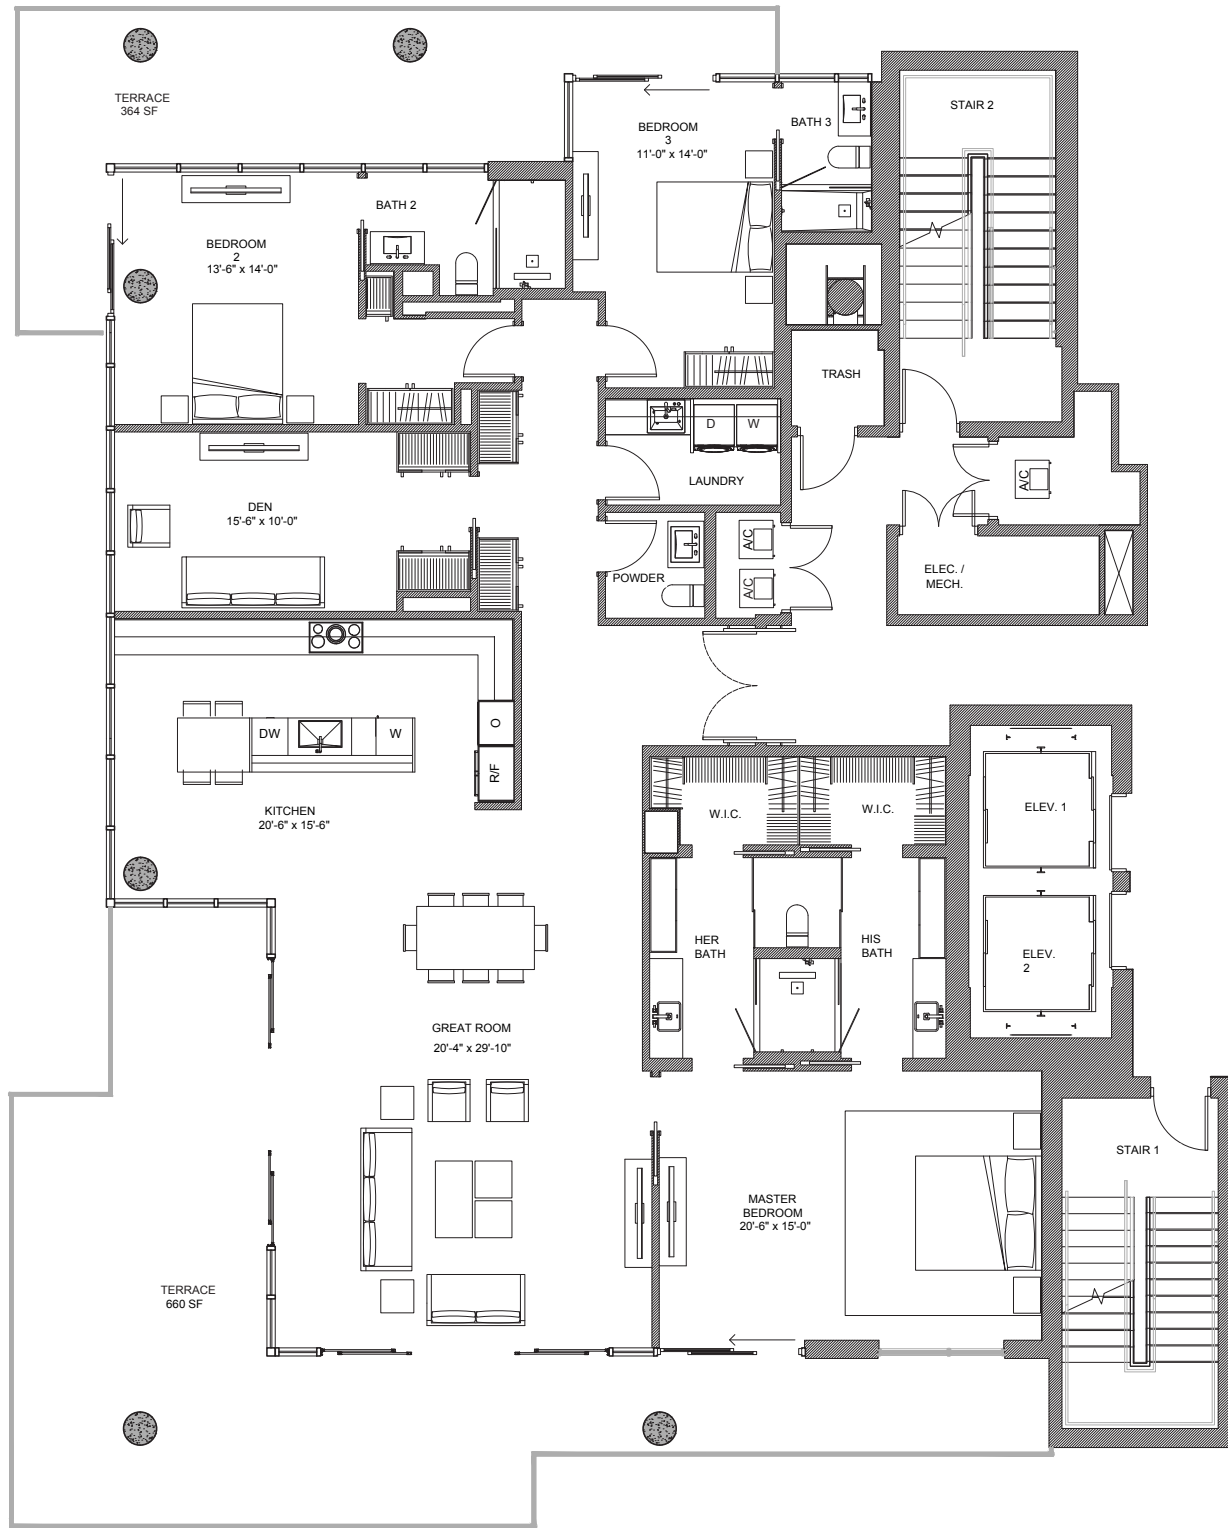 TERRACE
364 SF
BEDROOM
3
11'-0" x 14'-0"
BATH 3
STAIR 2
BATH 2
BEDROOM
2
13'-6" x 14'-0"
TRASH
D
W
LAUNDRY
A/C
DEN
15'-6" x 10'-0"
A/C
A/C
POWDER
ELEC. /
MECH.
O
DW
W
R/F
KITCHEN
20'-6" x 15'-6"
W.I.C.
W.I.C.
ELEV. 1
HER
BATH
HIS
BATH
ELEV.
2
GREAT ROOM
20'-4" x 29'-10"
STAIR 1
MASTER
BEDROOM
20'-6" x 15'-0"
TERRACE
660 SF